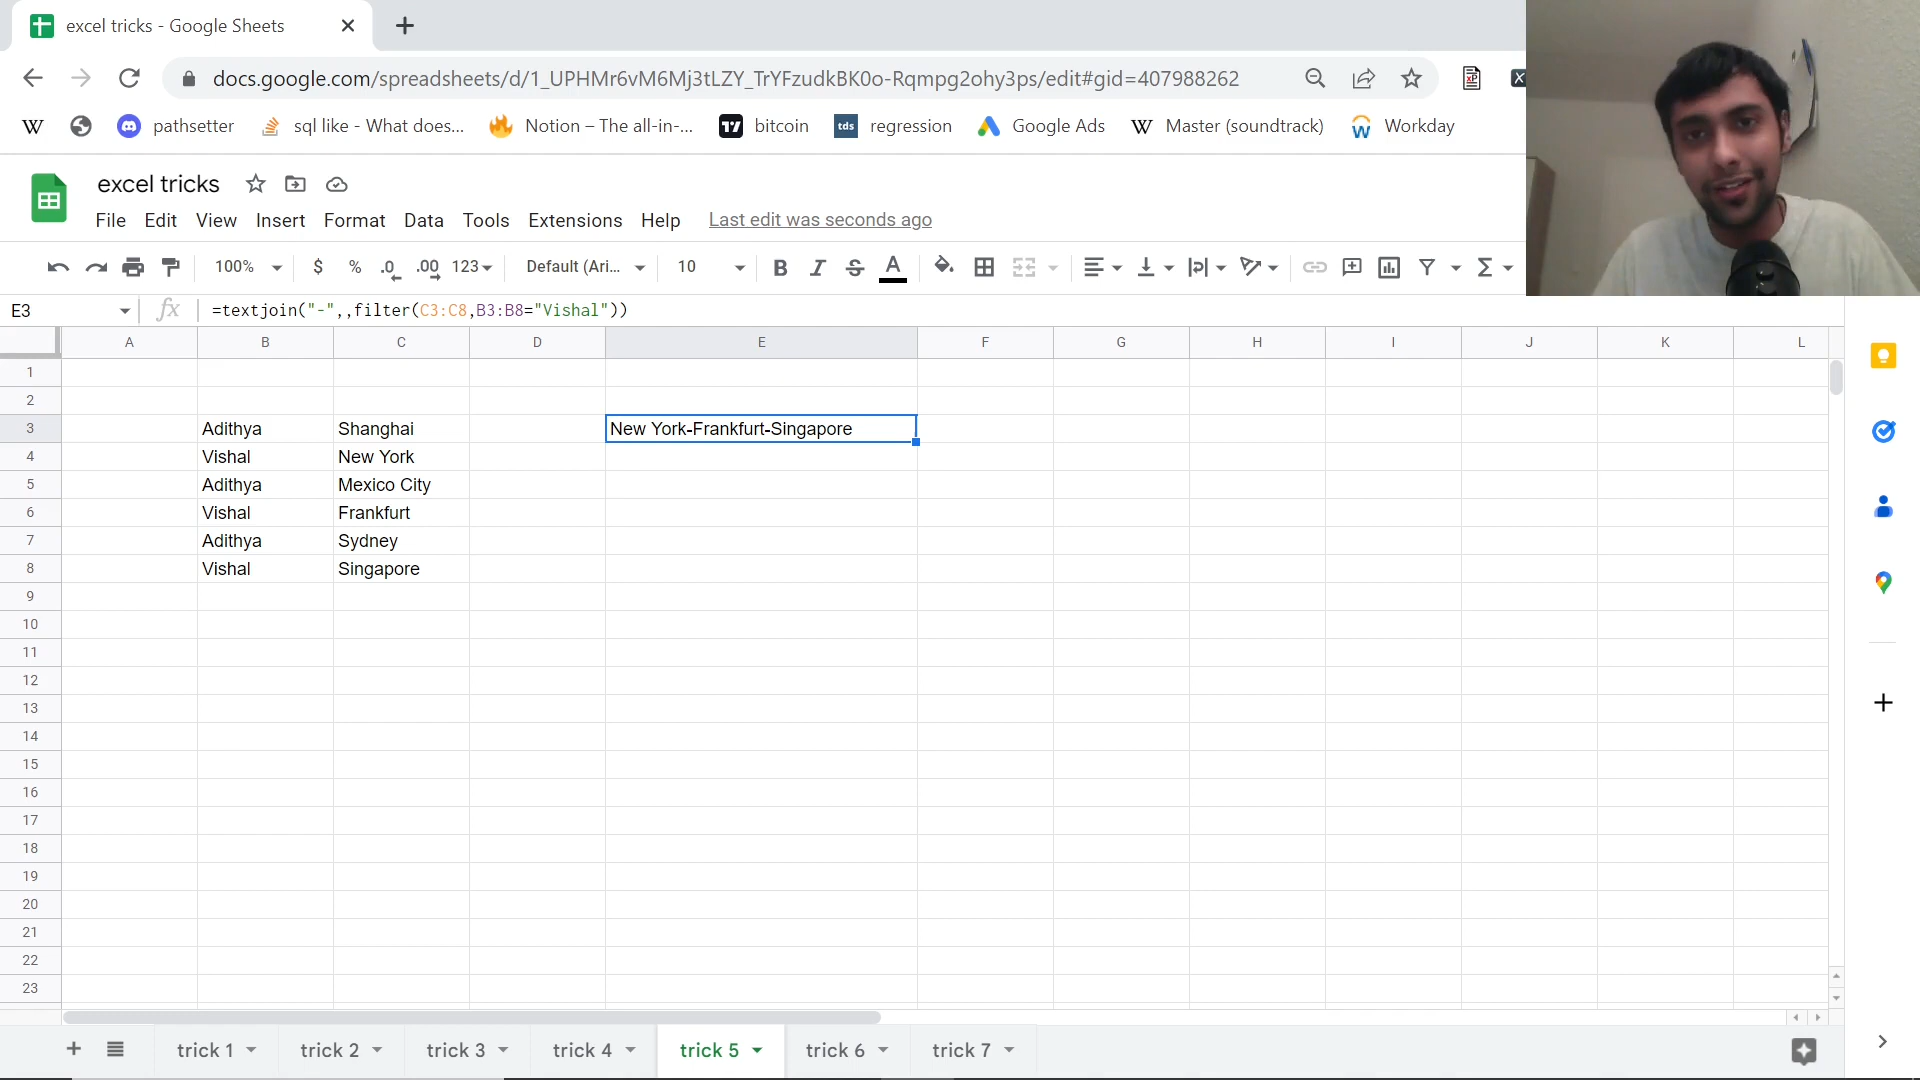 excel tricks - Google Sheets
docs.google.com/spreadsheets/d/1_UPHMr6vM6Mj3tLZY_TrYFzudkBK0o-Rqmpg2ohy3ps/edit#gid=407988262
W pathsetter sql like - What does... Notion – The all-in-... bitcoin tds regression Google Ads W Master (soundtrack) Workday
excel tricks
File Edit View Insert Format Data Tools Extensions Help Last edit was seconds ago
100% $ % .0 .00 123 Default (Ari... 10 B I S A Σ
E3 fx =textjoin("-",,filter(C3:C8,B3:B8="Vishal"))
A B C D E F G H I J K L
1
2
3 Adithya Shanghai New York-Frankfurt-Singapore
4 Vishal New York
5 Adithya Mexico City
6 Vishal Frankfurt
7 Adithya Sydney
8 Vishal Singapore
9
10
11
12
13
14
15
16
17
18
19
20
21
22
23
trick 1 trick 2 trick 3 trick 4 trick 5 trick 6 trick 7